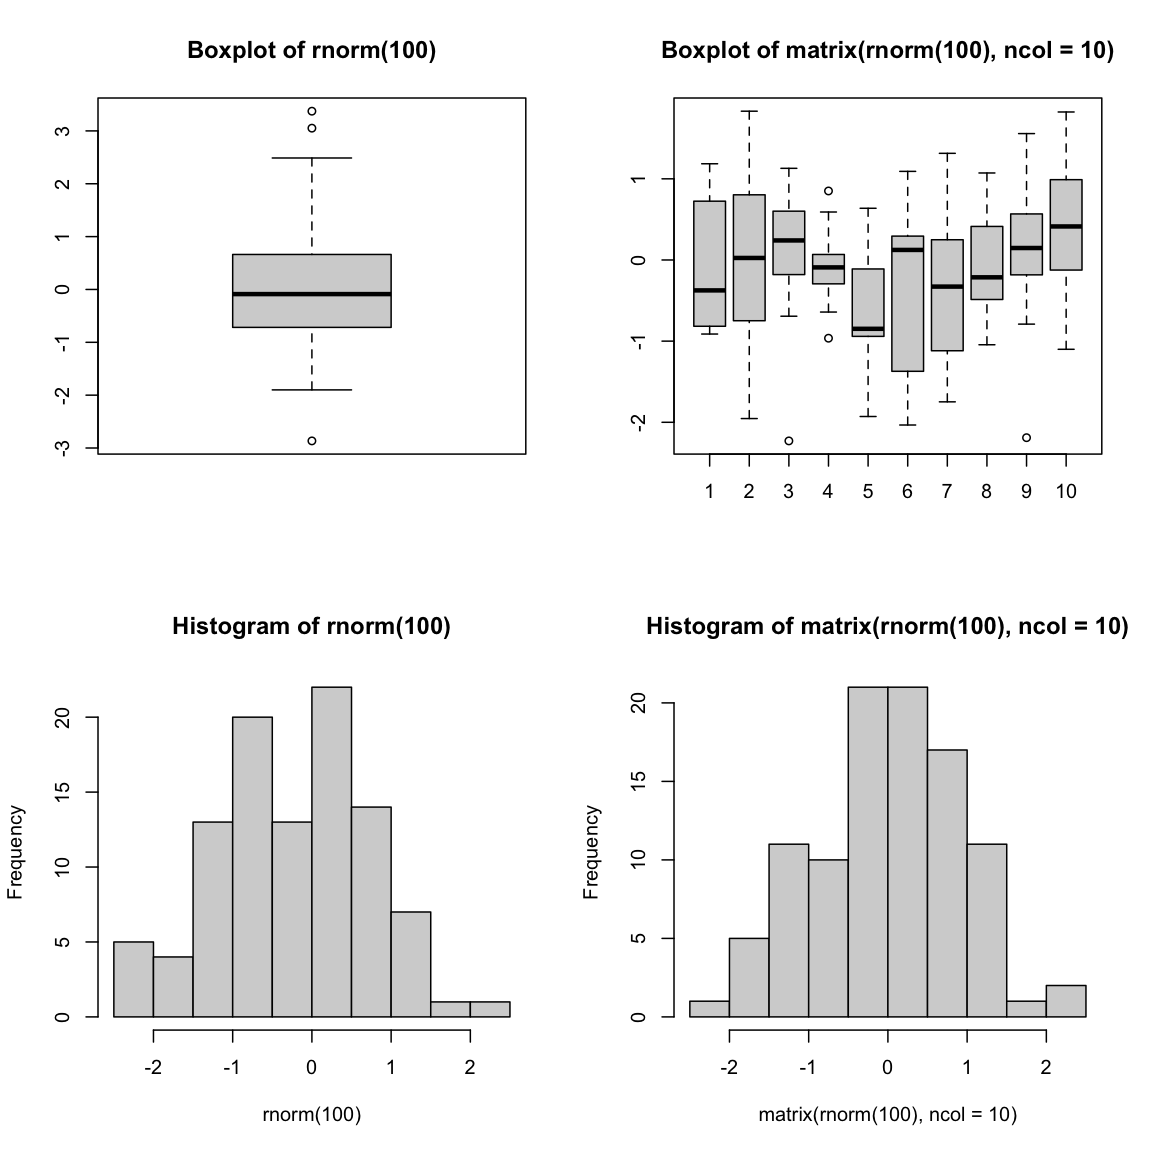 Boxplot of rnorm(100)
3
2
1
0
-1
-2
-3
Boxplot of matrix(rnorm(100), ncol = 10)
1
0
-1
-2
1 2 3 4 5 6 7 8 9 10
Histogram of rnorm(100)
Frequency
20
15
10
5
0
-2 -1 0 1 2
rnorm(100)
Histogram of matrix(rnorm(100), ncol = 10)
Frequency
20
15
10
5
0
-2 -1 0 1 2
matrix(rnorm(100), ncol = 10)